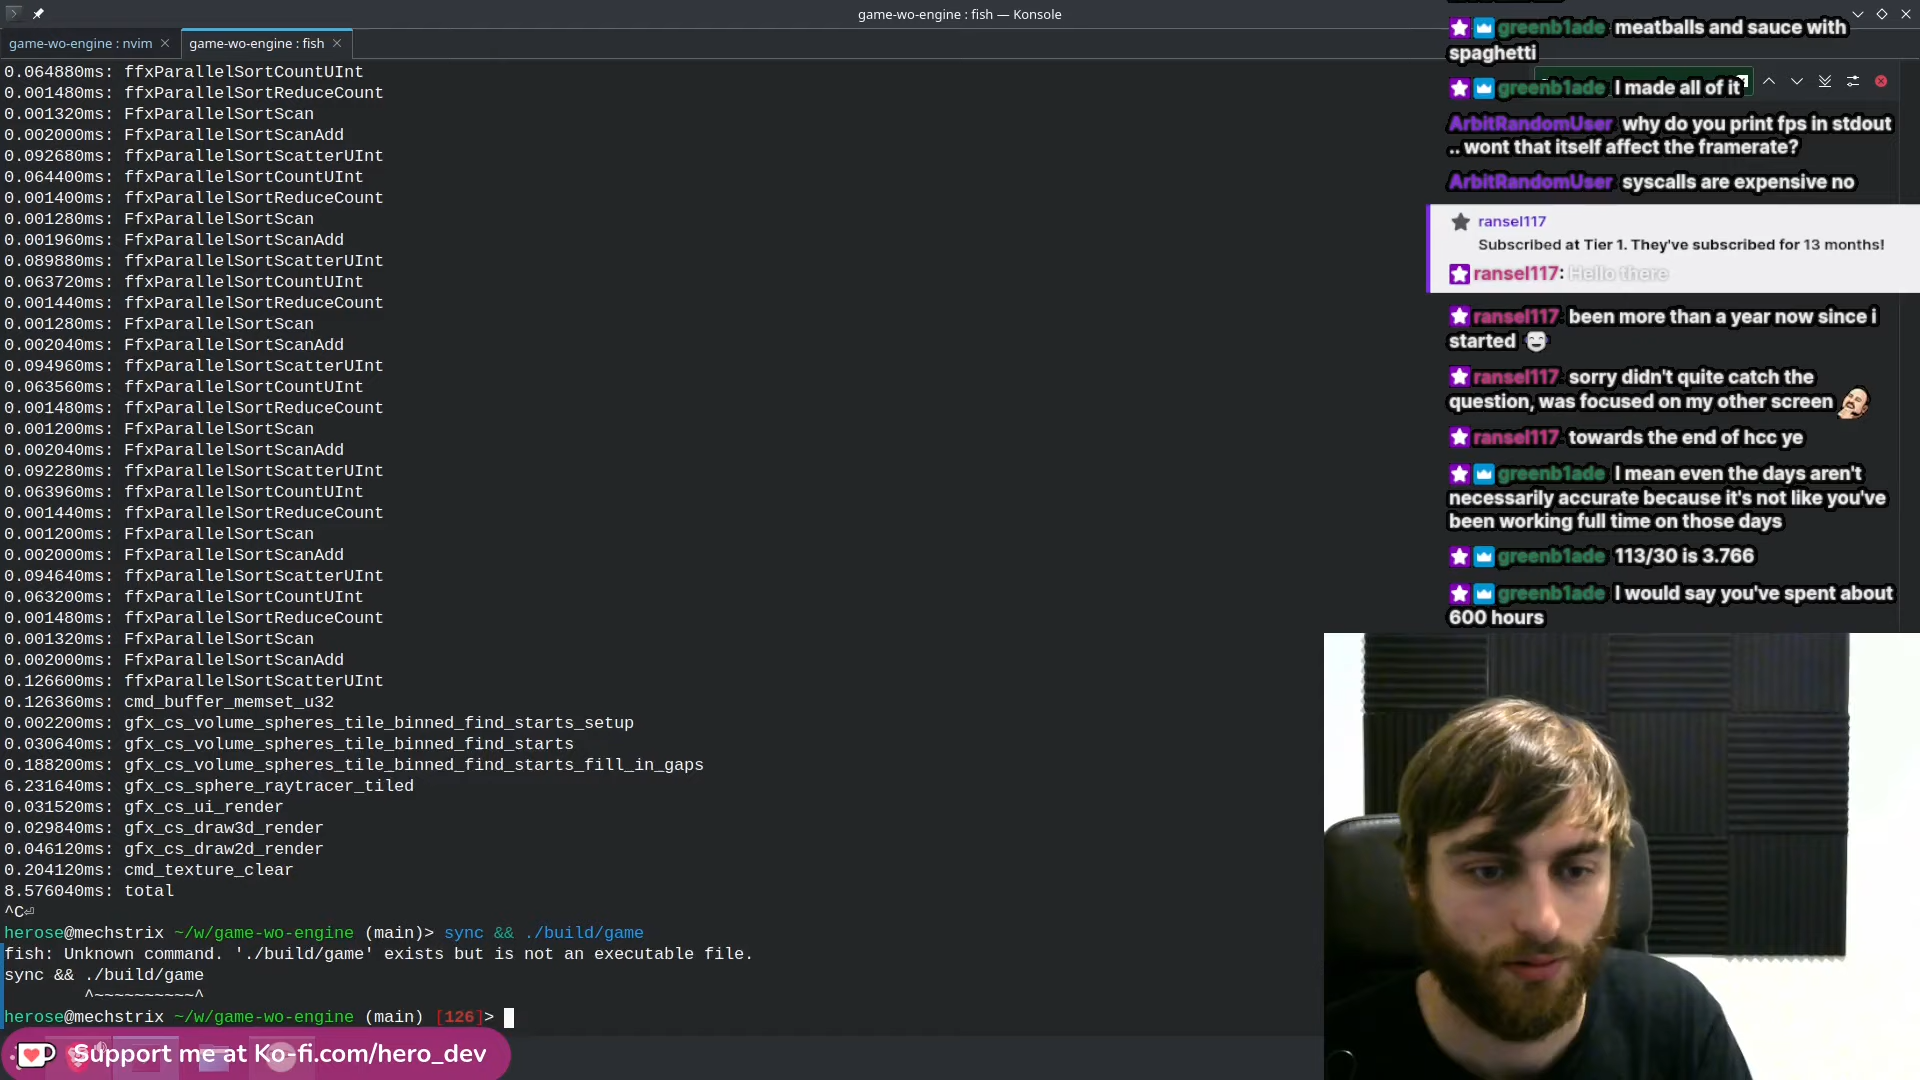 game-wo-engine : fish — Konsole
game-wo-engine : nvim
game-wo-engine : fish
0.064880ms: ffxParallelSortCountUInt
0.001480ms: ffxParallelSortReduceCount
0.001320ms: FfxParallelSortScan
0.002000ms: FfxParallelSortScanAdd
0.092680ms: ffxParallelSortScatterUInt
0.064400ms: ffxParallelSortCountUInt
0.001400ms: ffxParallelSortReduceCount
0.001280ms: FfxParallelSortScan
0.001960ms: FfxParallelSortScanAdd
0.089880ms: ffxParallelSortScatterUInt
0.063720ms: ffxParallelSortCountUInt
0.001440ms: ffxParallelSortReduceCount
0.001280ms: FfxParallelSortScan
0.002040ms: FfxParallelSortScanAdd
0.094960ms: ffxParallelSortScatterUInt
0.063560ms: ffxParallelSortCountUInt
0.001480ms: ffxParallelSortReduceCount
0.001200ms: FfxParallelSortScan
0.002040ms: FfxParallelSortScanAdd
0.092280ms: ffxParallelSortScatterUInt
0.063960ms: ffxParallelSortCountUInt
0.001440ms: ffxParallelSortReduceCount
0.001200ms: FfxParallelSortScan
0.002000ms: FfxParallelSortScanAdd
0.094640ms: ffxParallelSortScatterUInt
0.063200ms: ffxParallelSortCountUInt
0.001480ms: ffxParallelSortReduceCount
0.001320ms: FfxParallelSortScan
0.002000ms: FfxParallelSortScanAdd
0.126600ms: ffxParallelSortScatterUInt
0.126360ms: cmd_buffer_memset_u32
0.002200ms: gfx_cs_volume_spheres_tile_binned_find_starts_setup
0.030640ms: gfx_cs_volume_spheres_tile_binned_find_starts
0.188200ms: gfx_cs_volume_spheres_tile_binned_find_starts_fill_in_gaps
6.231640ms: gfx_cs_sphere_raytracer_tiled
0.031520ms: gfx_cs_ui_render
0.029840ms: gfx_cs_draw3d_render
0.046120ms: gfx_cs_draw2d_render
0.204120ms: cmd_texture_clear
8.576040ms: total
^C⏎
herose@mechstrix ~/w/game-wo-engine (main)> sync && ./build/game
fish: Unknown command. './build/game' exists but is not an executable file.
sync && ./build/game
^~~~~~~~~~~^
herose@mechstrix ~/w/game-wo-engine (main) [126]>
Support me at Ko-fi.com/hero_dev
greenb1ade meatballs and sauce with
spaghetti
greenb1ade I made all of it
ArbitRandomUser why do you print fps in stdout
.. wont that itself affect the framerate?
ArbitRandomUser syscalls are expensive no
ransel117
Subscribed at Tier 1. They've subscribed for 13 months!
ransel117: Hello there
ransel117 been more than a year now since i
started
ransel117 sorry didn't quite catch the
question, was focused on my other screen
ransel117 towards the end of hcc ye
greenb1ade I mean even the days aren't
necessarily accurate because it's not like you've
been working full time on those days
greenb1ade 113/30 is 3.766
greenb1ade I would say you've spent about
600 hours